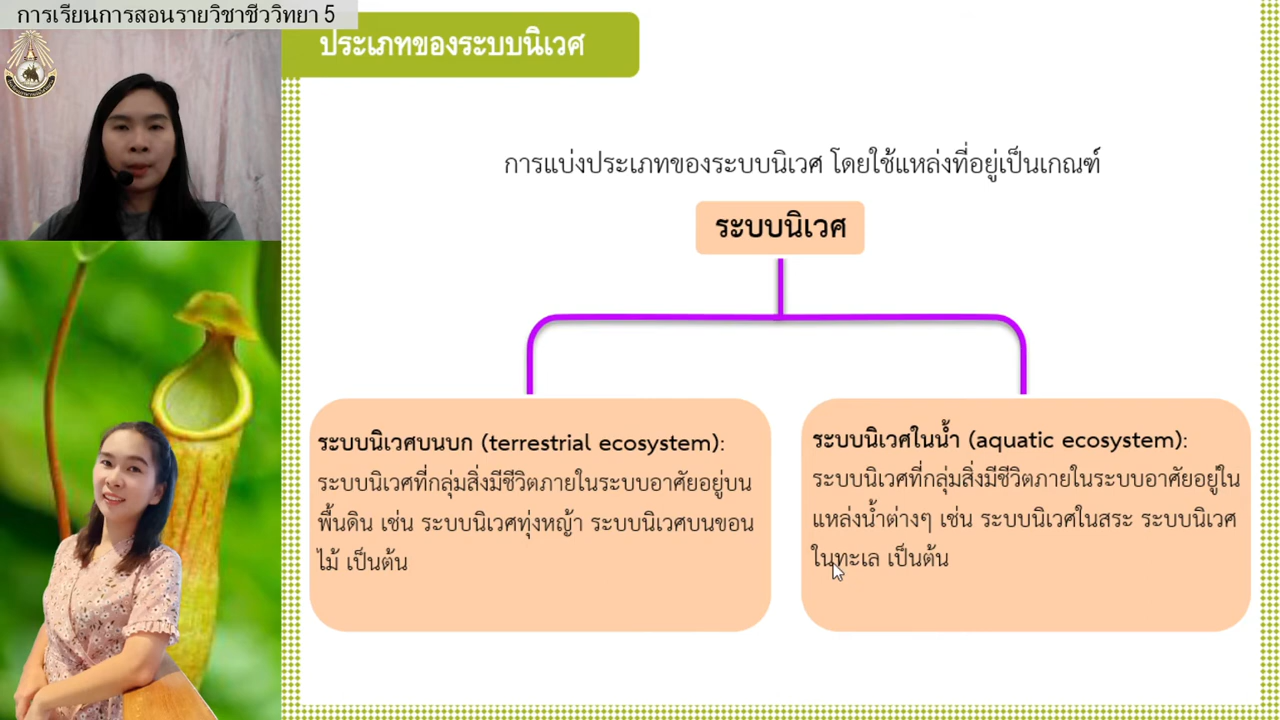 การเรียนการสอนรายวิชาชีววิทยา 5
ประเภทของระบบนิเวศ
การแบ่งประเภทของระบบนิเวศ โดยใช้แหล่งที่อยู่เป็นเกณฑ์
ระบบนิเวศ
ระบบนิเวศบนบก (terrestrial ecosystem):
ระบบนิเวศที่กลุ่มสิ่งมีชีวิตภายในระบบอาศัยอยู่บน
พื้นดิน เช่น ระบบนิเวศทุ่งหญ้า ระบบนิเวศบนขอน
ไม้ เป็นต้น
ระบบนิเวศในน้ำ (aquatic ecosystem):
ระบบนิเวศที่กลุ่มสิ่งมีชีวิตภายในระบบอาศัยอยู่ใน
แหล่งน้ำต่างๆ เช่น ระบบนิเวศในสระ ระบบนิเวศ
ในทะเล เป็นต้น